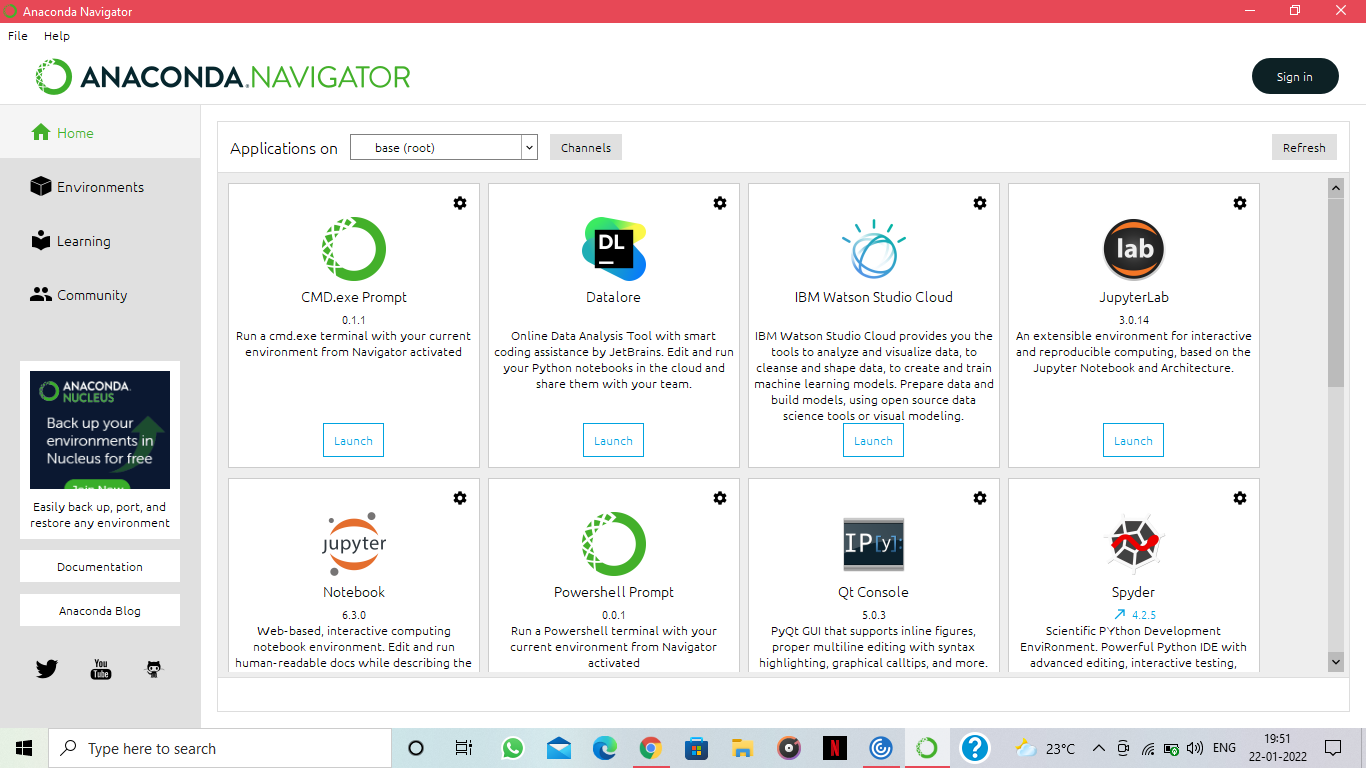 Anaconda Navigator
File Help
ANACONDA.NAVIGATOR
Sign in
Home
Environments
Learning
Community
ANACONDA.
NUCLEUS
Back up your
environments in
Nucleus for free
Join Now
Easily back up, port, and
restore any environment
Documentation
Anaconda Blog
You
Tube
Applications on
base (root)
Channels
Refresh
CMD.exe Prompt
0.1.1
Run a cmd.exe terminal with your current
environment from Navigator activated
Launch
DL
Datalore
Online Data Analysis Tool with smart
coding assistance by JetBrains. Edit and run
your Python notebooks in the cloud and
share them with your team.
Launch
IBM Watson Studio Cloud
IBM Watson Studio Cloud provides you the
tools to analyze and visualize data, to
cleanse and shape data, to create and train
machine learning models. Prepare data and
build models, using open source data
science tools or visual modeling.
Launch
lab
JupyterLab
3.0.14
An extensible environment for interactive
and reproducible computing, based on the
Jupyter Notebook and Architecture.
Launch
jupyter
Notebook
6.3.0
Web-based, interactive computing
notebook environment. Edit and run
human-readable docs while describing the
Powershell Prompt
0.0.1
Run a Powershell terminal with your
current environment from Navigator
activated
IP[y]:
Qt Console
5.0.3
PyQt GUI that supports inline figures,
proper multiline editing with syntax
highlighting, graphical calltips, and more.
Spyder
4.2.5
Scientific PYthon Development
EnviRonment. Powerful Python IDE with
advanced editing, interactive testing,
Type here to search
N
?
23°C
ENG
19:51
22-01-2022